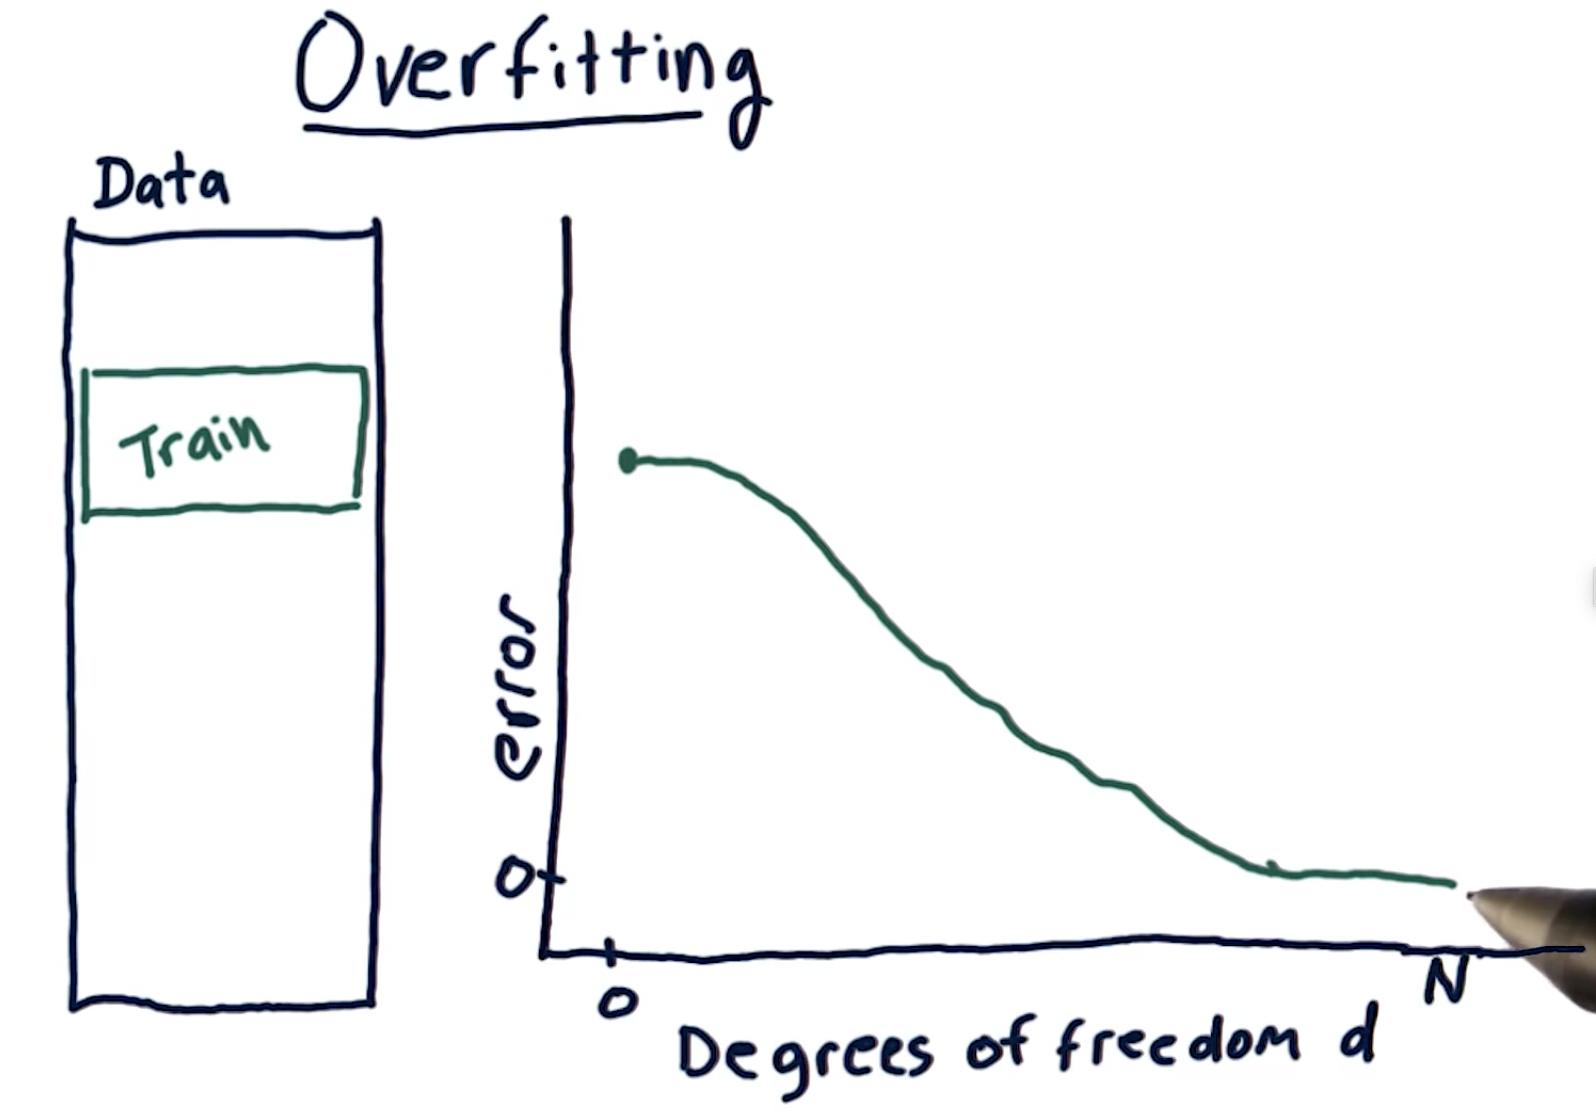 Overfitting
Data
Train
error
0
0
N
Degrees of freedom d